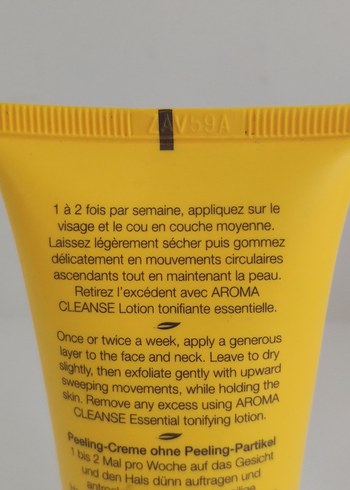 ZAV59A
1 à 2 fois par semaine, appliquez sur le
visage et le cou en couche moyenne.
Laissez légèrement sécher puis gommez
délicatement en mouvements circulaires
ascendants tout en maintenant la peau.
Retirez l'excédent avec AROMA
CLEANSE Lotion tonifiante essentielle.
Once or twice a week, apply a generous
layer to the face and neck. Leave to dry
slightly, then exfoliate gently with upward
sweeping movements, while holding the
skin. Remove any excess using AROMA
CLEANSE Essential tonifying lotion.
Peeling-Creme ohne Peeling-Partikel
1 bis 2 Mal pro Woche auf das Gesicht
und den Hals dünn auftragen und